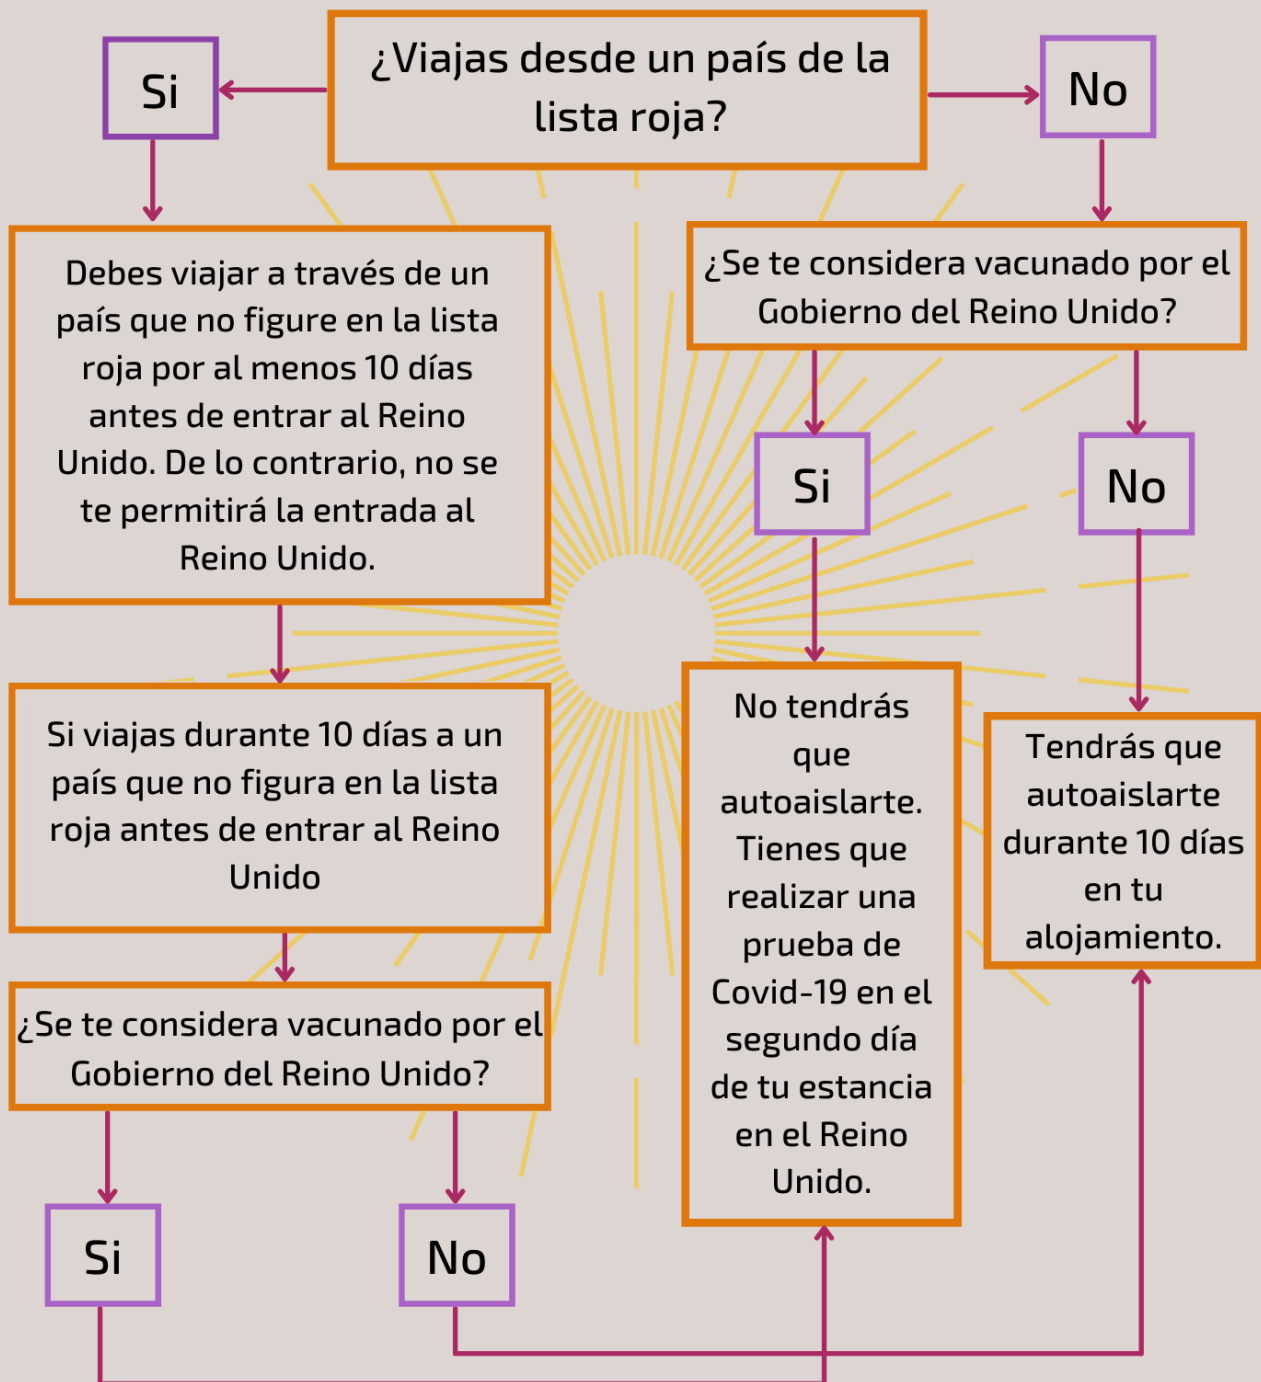 ¿Viajas desde un país de la
lista roja?
Si
No
Debes viajar a través de un
país que no figure en la lista
roja por al menos 10 días
antes de entrar al Reino
Unido. De lo contrario, no se
te permitirá la entrada al
Reino Unido.
¿Se te considera vacunado por el
Gobierno del Reino Unido?
Si
No
Si viajas durante 10 días a un
país que no figura en la lista
roja antes de entrar al Reino
Unido
No tendrás
que
autoaislarte.
Tienes que
realizar una
prueba de
Covid-19 en el
segundo día
de tu estancia
en el Reino
Unido.
Tendrás que
autoaislarte
durante 10 días
en tu
alojamiento.
¿Se te considera vacunado por el
Gobierno del Reino Unido?
Si
No